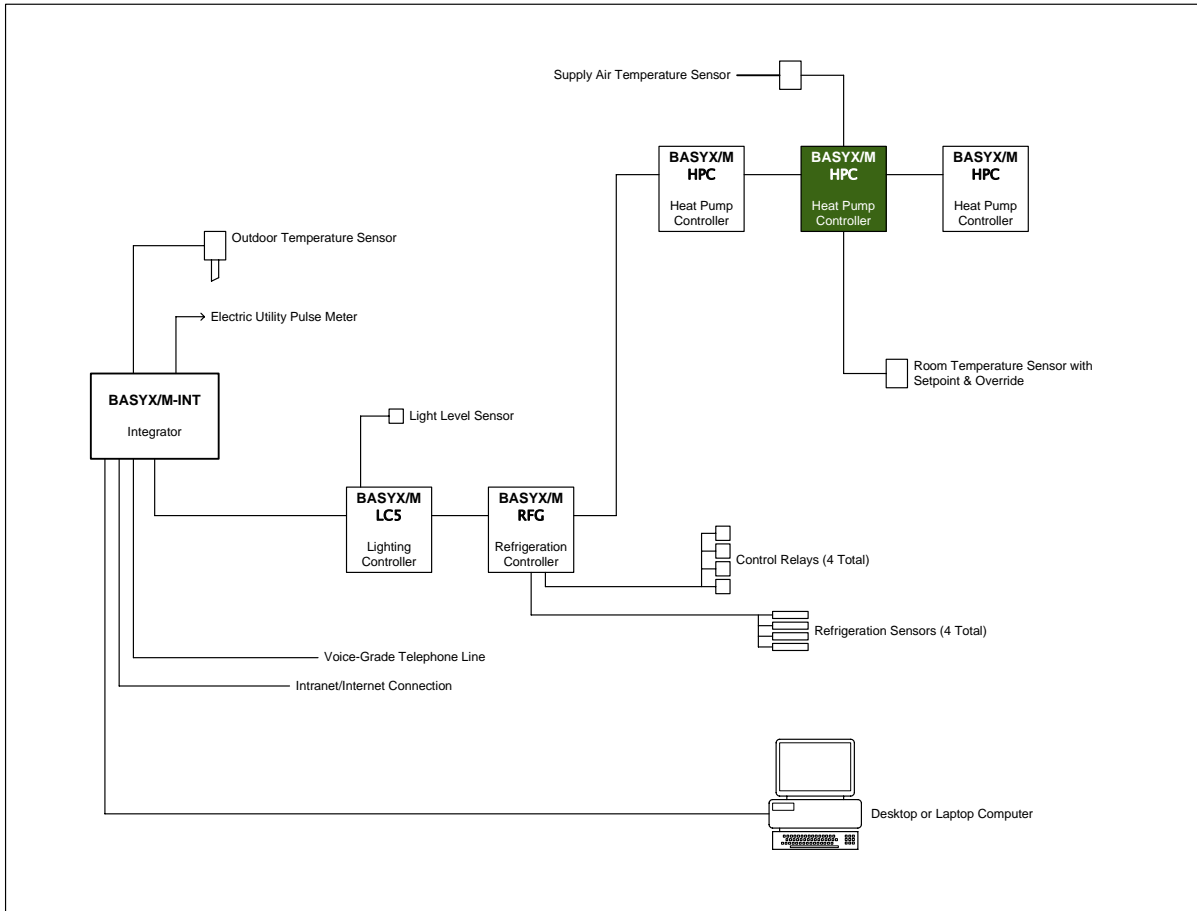 Supply Air Temperature Sensor
BASYX/M
HPC
Heat Pump
Controller
BASYX/M
HPC
Heat Pump
Controller
BASYX/M
HPC
Heat Pump
Controller
Outdoor Temperature Sensor
Electric Utility Pulse Meter
Room Temperature Sensor with
Setpoint & Override
BASYX/M-INT
Integrator
Light Level Sensor
BASYX/M
LC5
Lighting
Controller
BASYX/M
RFG
Refrigeration
Controller
Control Relays (4 Total)
Refrigeration Sensors (4 Total)
Voice-Grade Telephone Line
Intranet/Internet Connection
Desktop or Laptop Computer